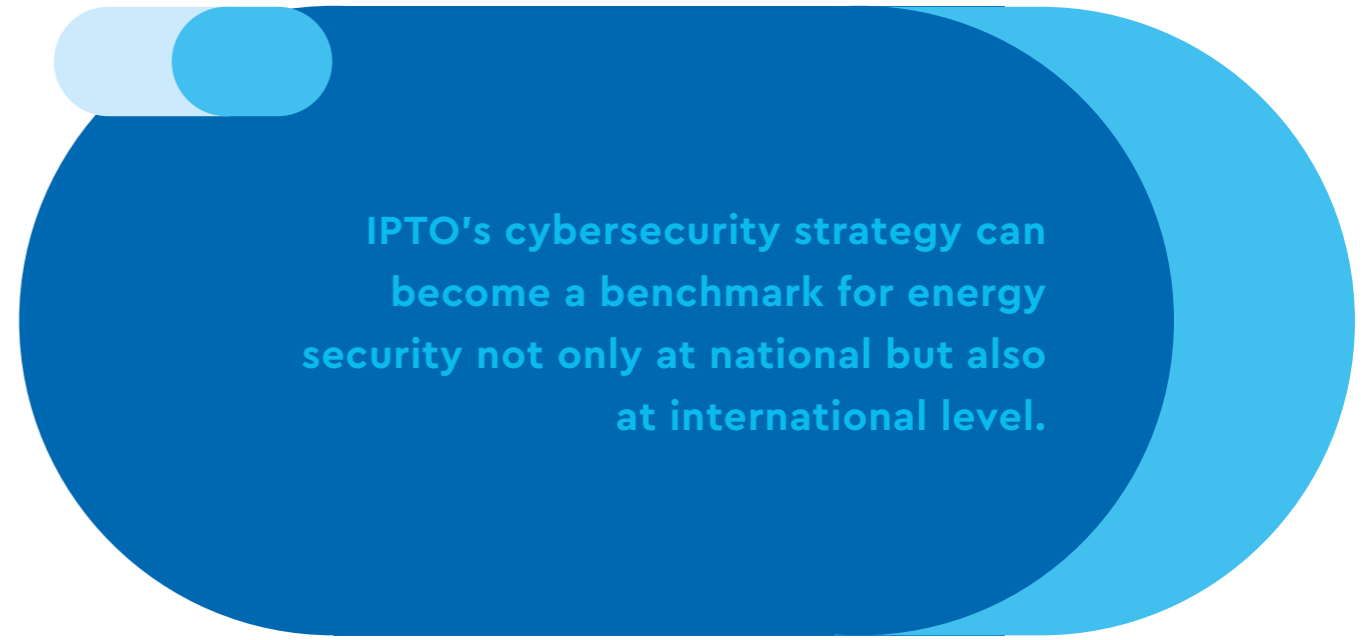 IPTO's cybersecurity strategy can
become a benchmark for energy
security not only at national but also
at international level.